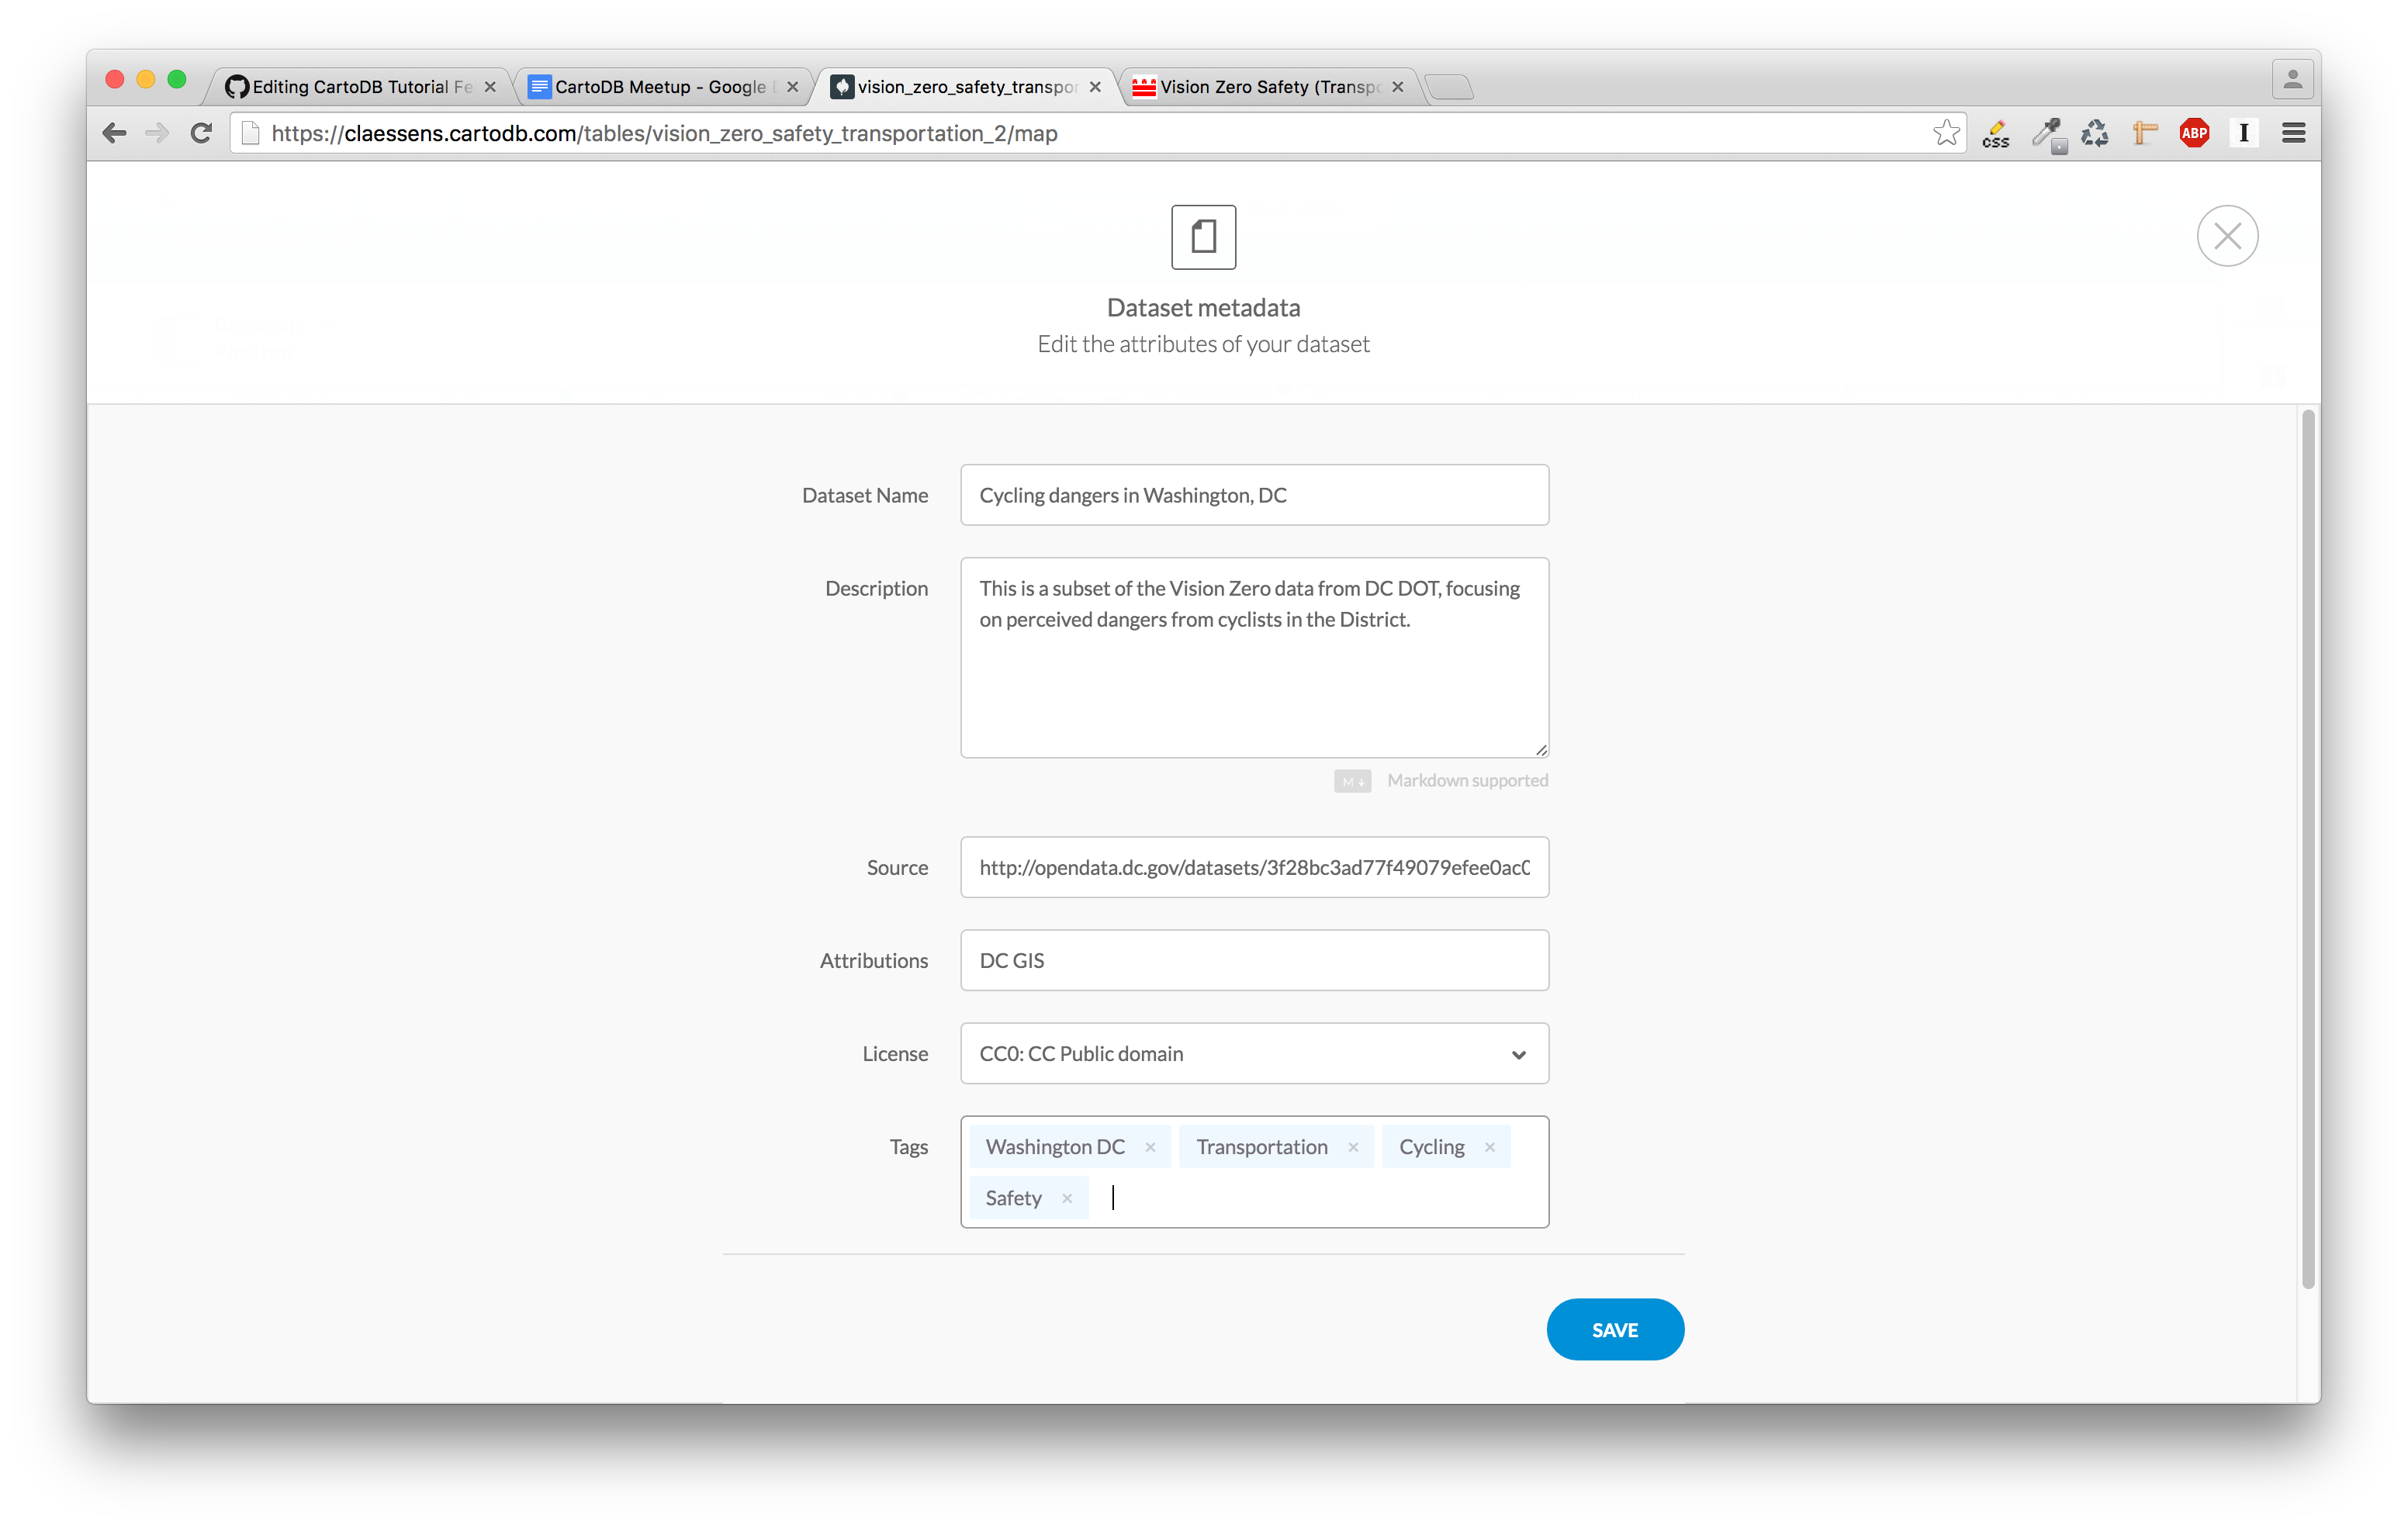 Editing CartoDB Tutorial Fe
CartoDB Meetup - Google
vision_zero_safety_transpor
Vision Zero Safety (Transpo
https://claessens.cartodb.com/tables/vision_zero_safety_transportation_2/map
css
ABP
I
Dataset metadata
Edit the attributes of your dataset
Dataset Name
Cycling dangers in Washington, DC
Description
This is a subset of the Vision Zero data from DC DOT, focusing
on perceived dangers from cyclists in the District.
M Markdown supported
Source
http://opendata.dc.gov/datasets/3f28bc3ad77f49079efee0ac0
Attributions
DC GIS
License
CC0: CC Public domain
Tags
Washington DC Transportation Cycling
Safety
SAVE